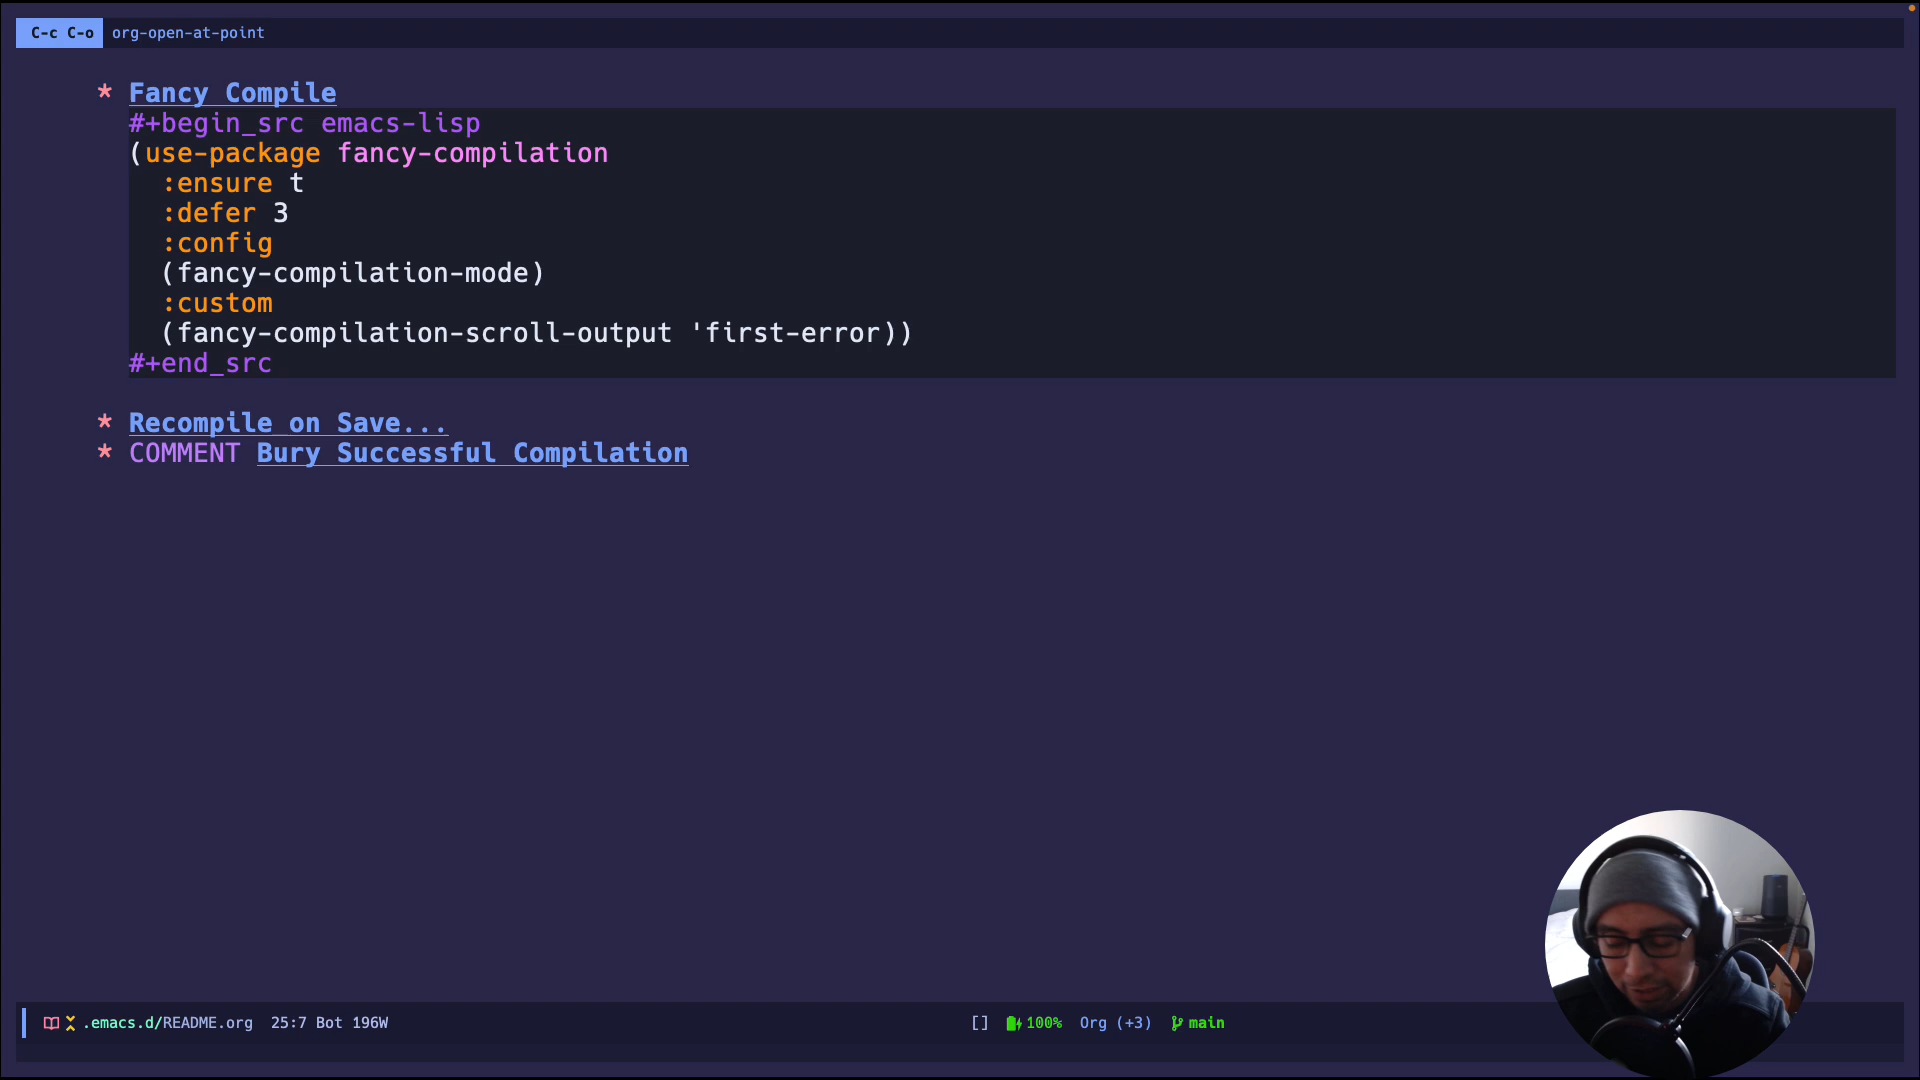 C-c C-o org-open-at-point
* Fancy Compile
#+begin_src emacs-lisp
(use-package fancy-compilation
  :ensure t
  :defer 3
  :config
  (fancy-compilation-mode)
  :custom
  (fancy-compilation-scroll-output 'first-error))
#+end_src
* Recompile on Save...
* COMMENT Bury Successful Compilation
.emacs.d/README.org 25:7 Bot 196W [] 100% Org (+3) main